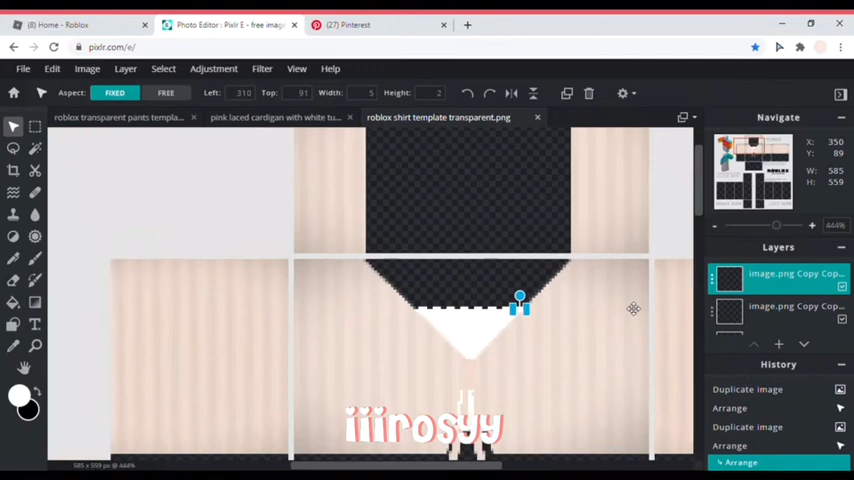 (8) Home - Roblox
Photo Editor : Pixlr E - free imag
(27) Pinterest
pixlr.com/e/
File Edit Image Layer Select Adjustment Filter View Help
Aspect: FIXED FREE Left: 310 Top: 91 Width: 5 Height: 2
roblox transparent pants templa...
pink laced cardigan with white tu...
roblox shirt template transparent.png
Navigate
X: 350
Y: 89
W: 585
H: 559
444%
Layers
image.png Copy Cop...
image.png Copy Cop...
History
Duplicate image
Arrange
Duplicate image
Arrange
Arrange
iiirosyy
585 x 559 px @ 444%